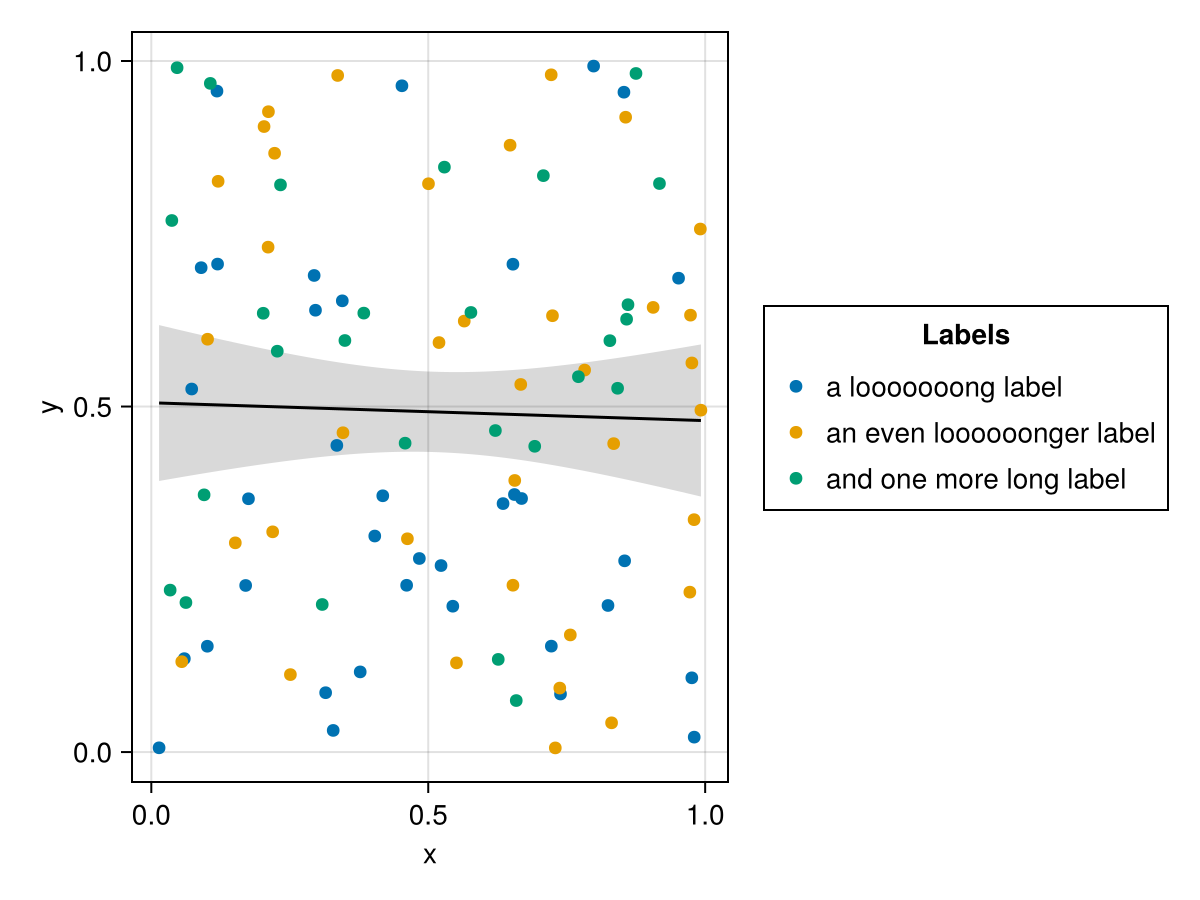 1.0
0.5
0.0
y
0.0 0.5 1.0
x
Labels
a looooooong label
an even loooooonger label
and one more long label